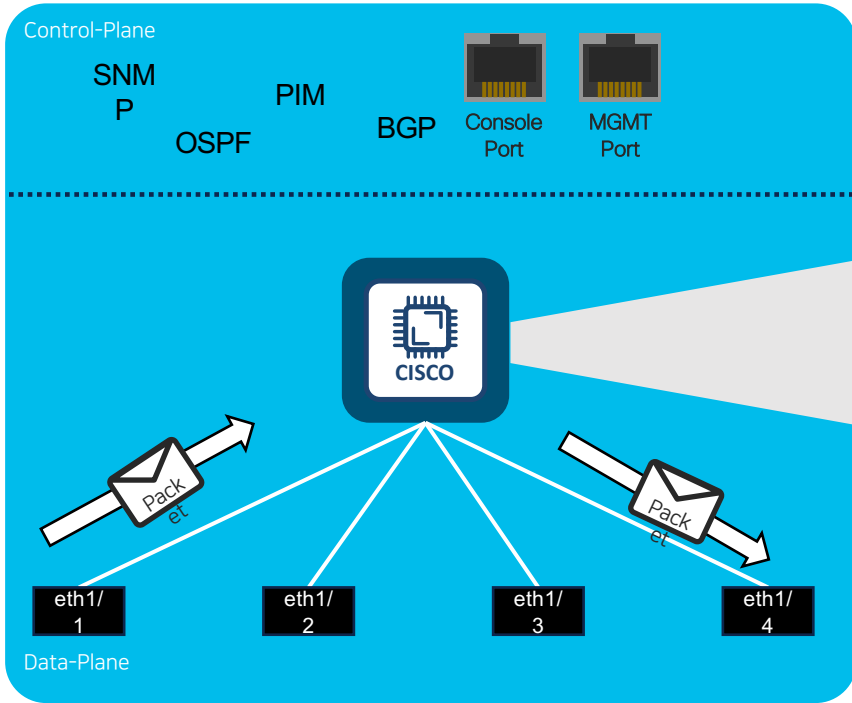 Control-Plane
SNM
P
PIM
OSPF
BGP
Console
Port
MGMT
Port
CISCO
Pack
et
Pack
et
eth1/
1
eth1/
2
eth1/
3
eth1/
4
Data-Plane